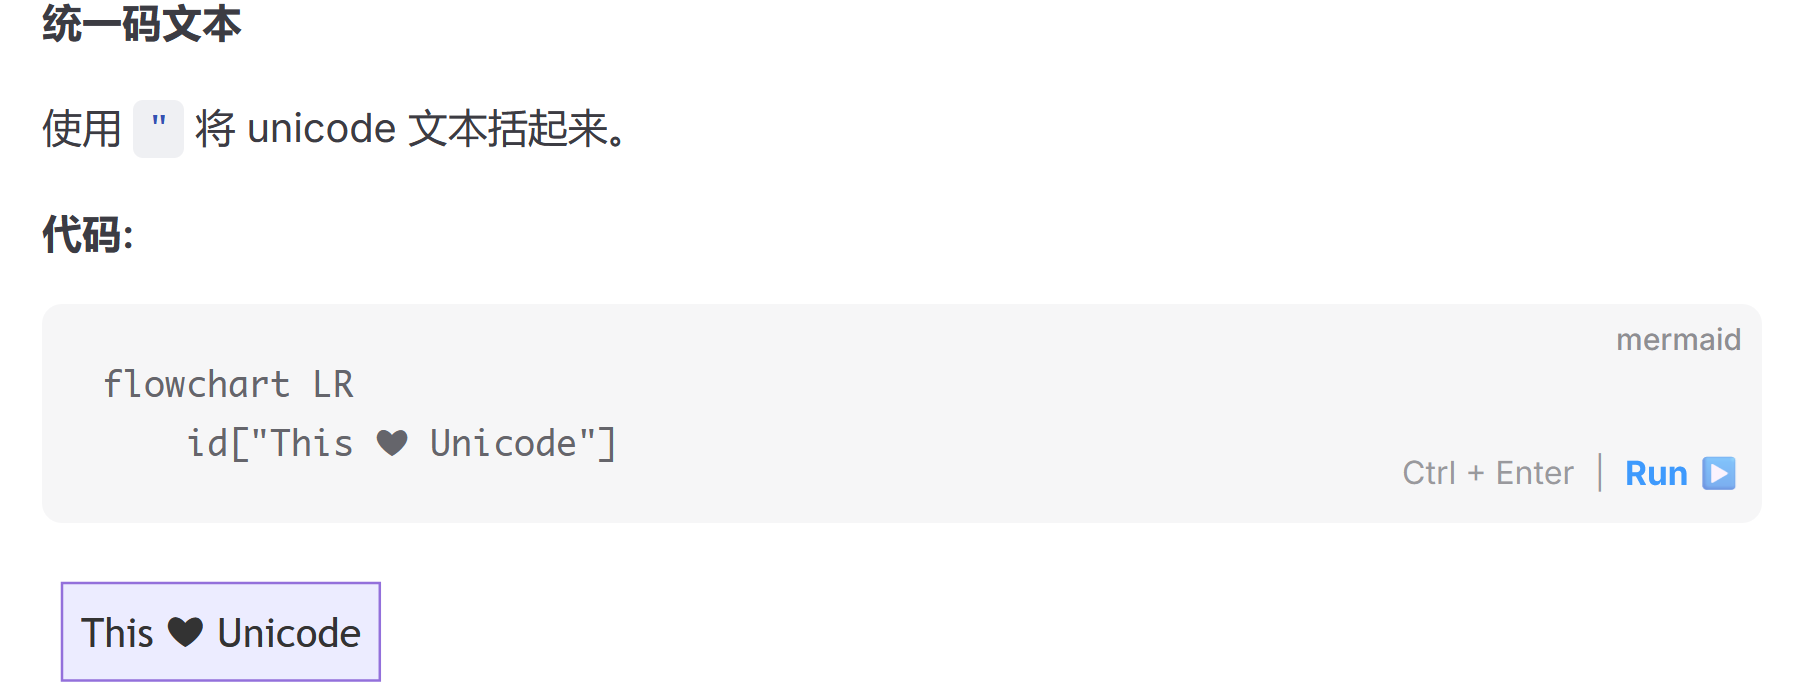 统一码文本
使用 " 将 unicode 文本括起来。
代码:
mermaid
flowchart LR
id["This ❤ Unicode"]
Ctrl + Enter | Run ▶️
This ❤ Unicode